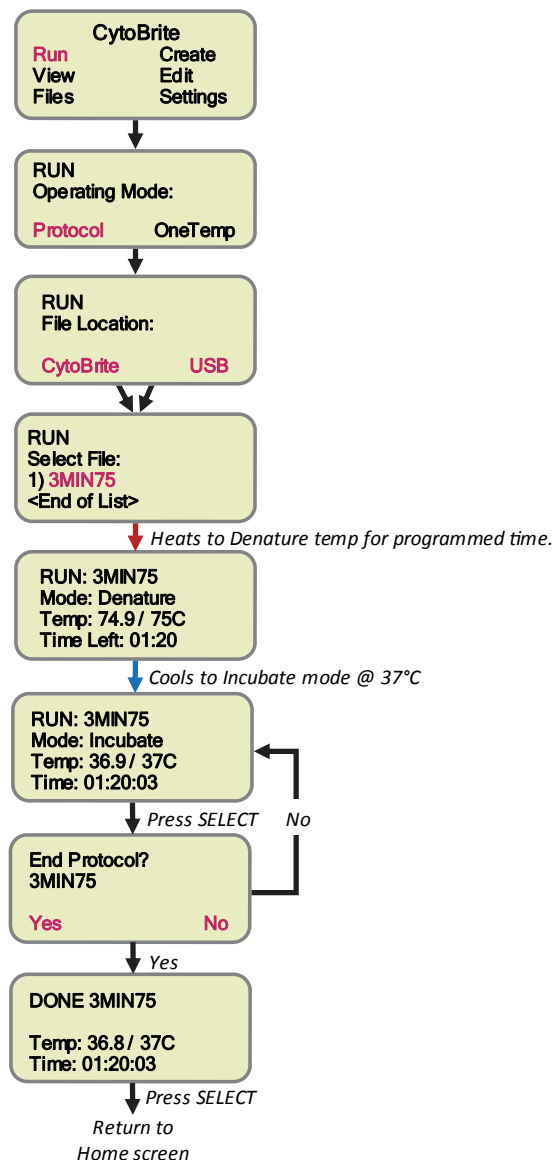 CytoBrite
Run Create
View Edit
Files Settings
RUN
Operating Mode:
Protocol OneTemp
RUN
File Location:
CytoBrite USB
RUN
Select File:
1) 3MIN75
<End of List>
Heats to Denature temp for programmed time.
RUN: 3MIN75
Mode: Denature
Temp: 74.9 / 75C
Time Left: 01:20
Cools to Incubate mode @ 37°C
RUN: 3MIN75
Mode: Incubate
Temp: 36.9 / 37C
Time: 01:20:03
Press SELECT No
End Protocol?
3MIN75
Yes No
Yes
DONE 3MIN75
Temp: 36.8 / 37C
Time: 01:20:03
Press SELECT
Return to
Home screen